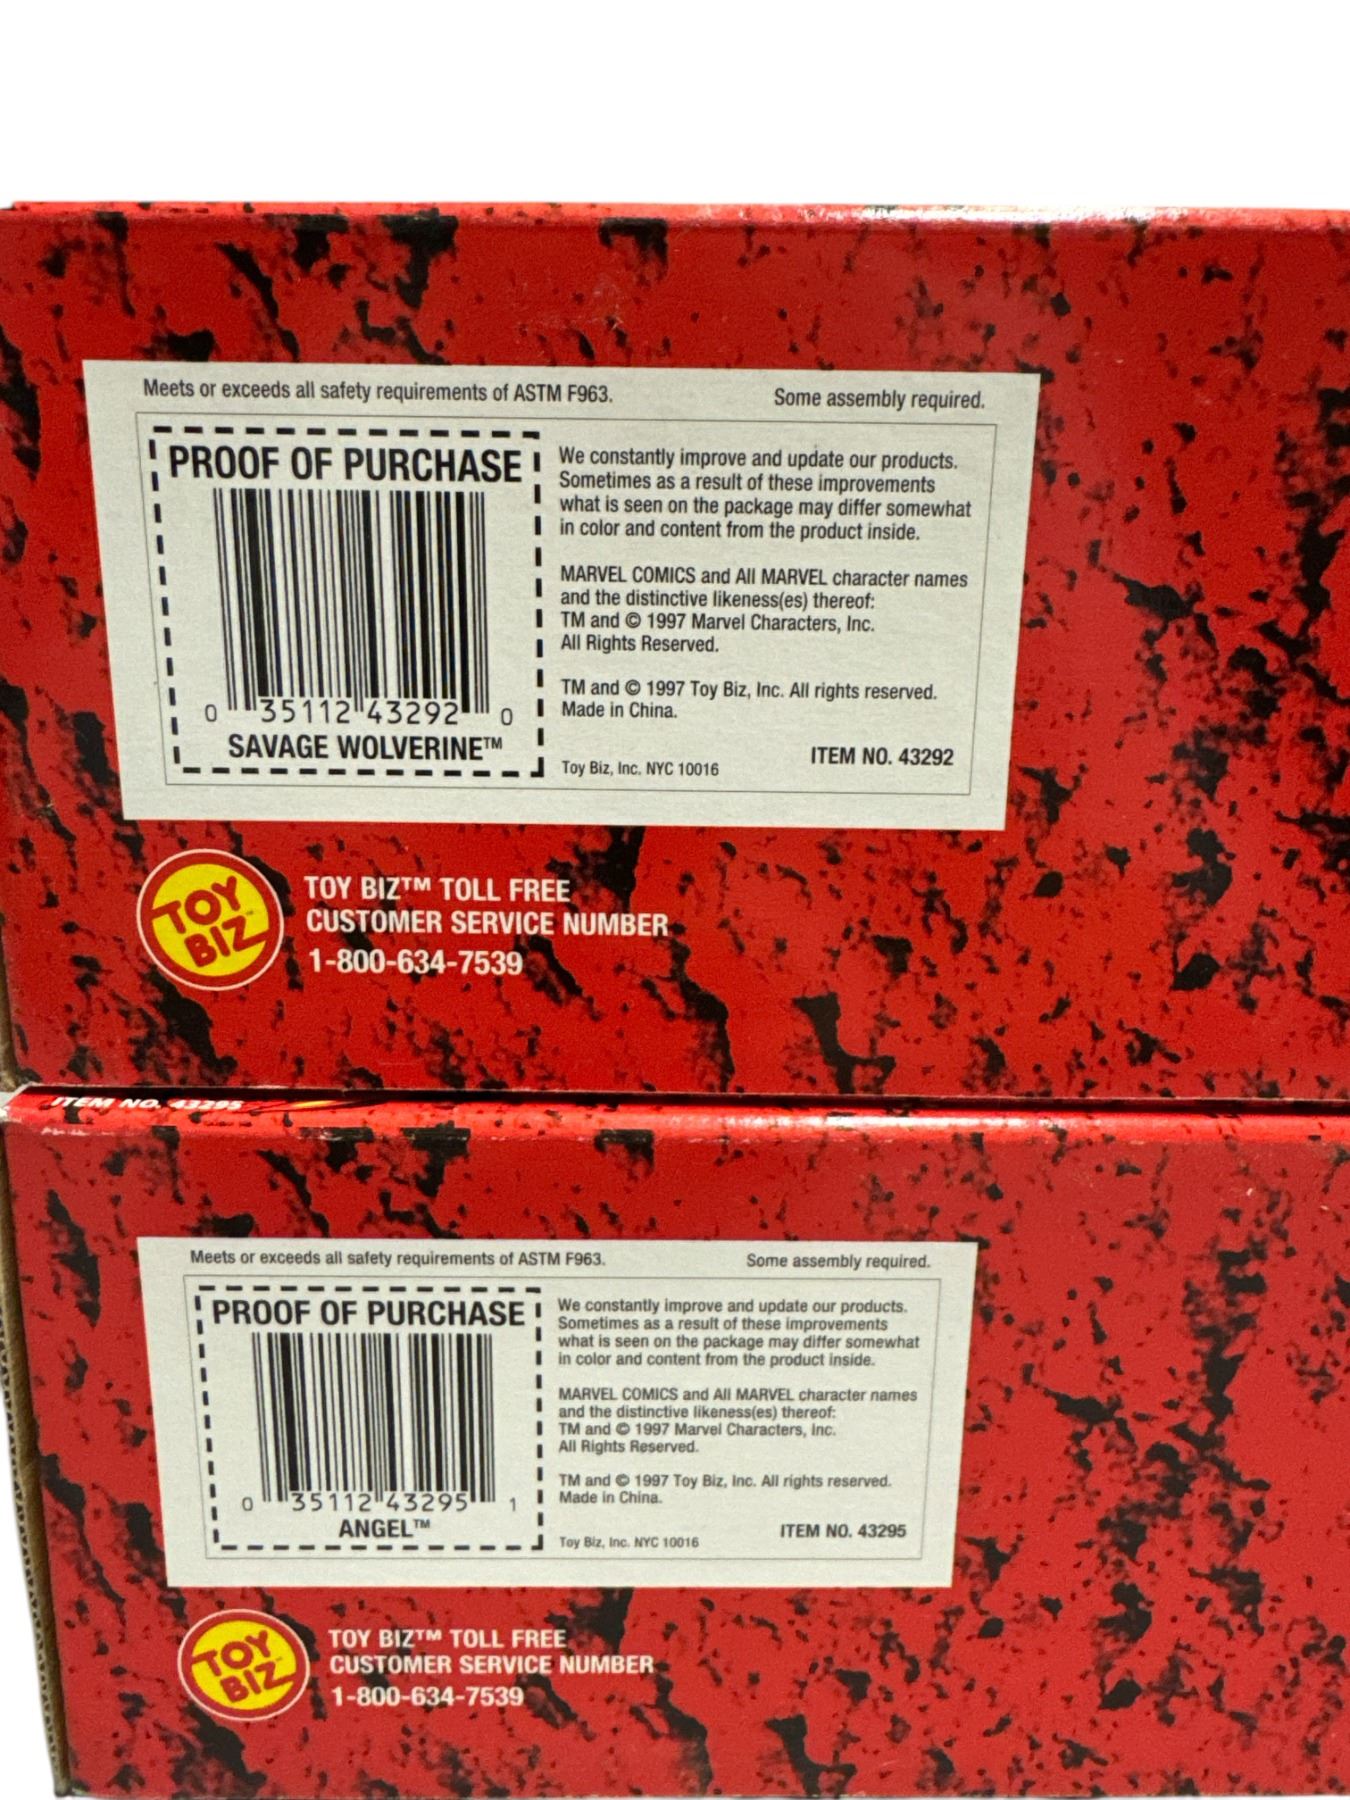 Meets or exceeds all safety requirements of ASTM F963.
Some assembly required.
PROOF OF PURCHASE
0 35112 43292 0
SAVAGE WOLVERINE™
We constantly improve and update our products.
Sometimes as a result of these improvements
what is seen on the package may differ somewhat
in color and content from the product inside.
MARVEL COMICS and All MARVEL character names
and the distinctive likeness(es) thereof:
TM and © 1997 Marvel Characters, Inc.
All Rights Reserved.
TM and © 1997 Toy Biz, Inc. All rights reserved.
Made in China.
ITEM NO. 43292
Toy Biz, Inc. NYC 10016
TOY
BIZ
TOY BIZ™ TOLL FREE
CUSTOMER SERVICE NUMBER
1-800-634-7539
ITEM NO. 43295
Meets or exceeds all safety requirements of ASTM F963.
Some assembly required.
PROOF OF PURCHASE
0 35112 43295 1
ANGEL™
We constantly improve and update our products.
Sometimes as a result of these improvements
what is seen on the package may differ somewhat
in color and content from the product inside.
MARVEL COMICS and All MARVEL character names
and the distinctive likeness(es) thereof:
TM and © 1997 Marvel Characters, Inc.
All Rights Reserved.
TM and © 1997 Toy Biz, Inc. All rights reserved.
Made in China.
ITEM NO. 43295
Toy Biz, Inc. NYC 10016
TOY
BIZ
TOY BIZ™ TOLL FREE
CUSTOMER SERVICE NUMBER
1-800-634-7539